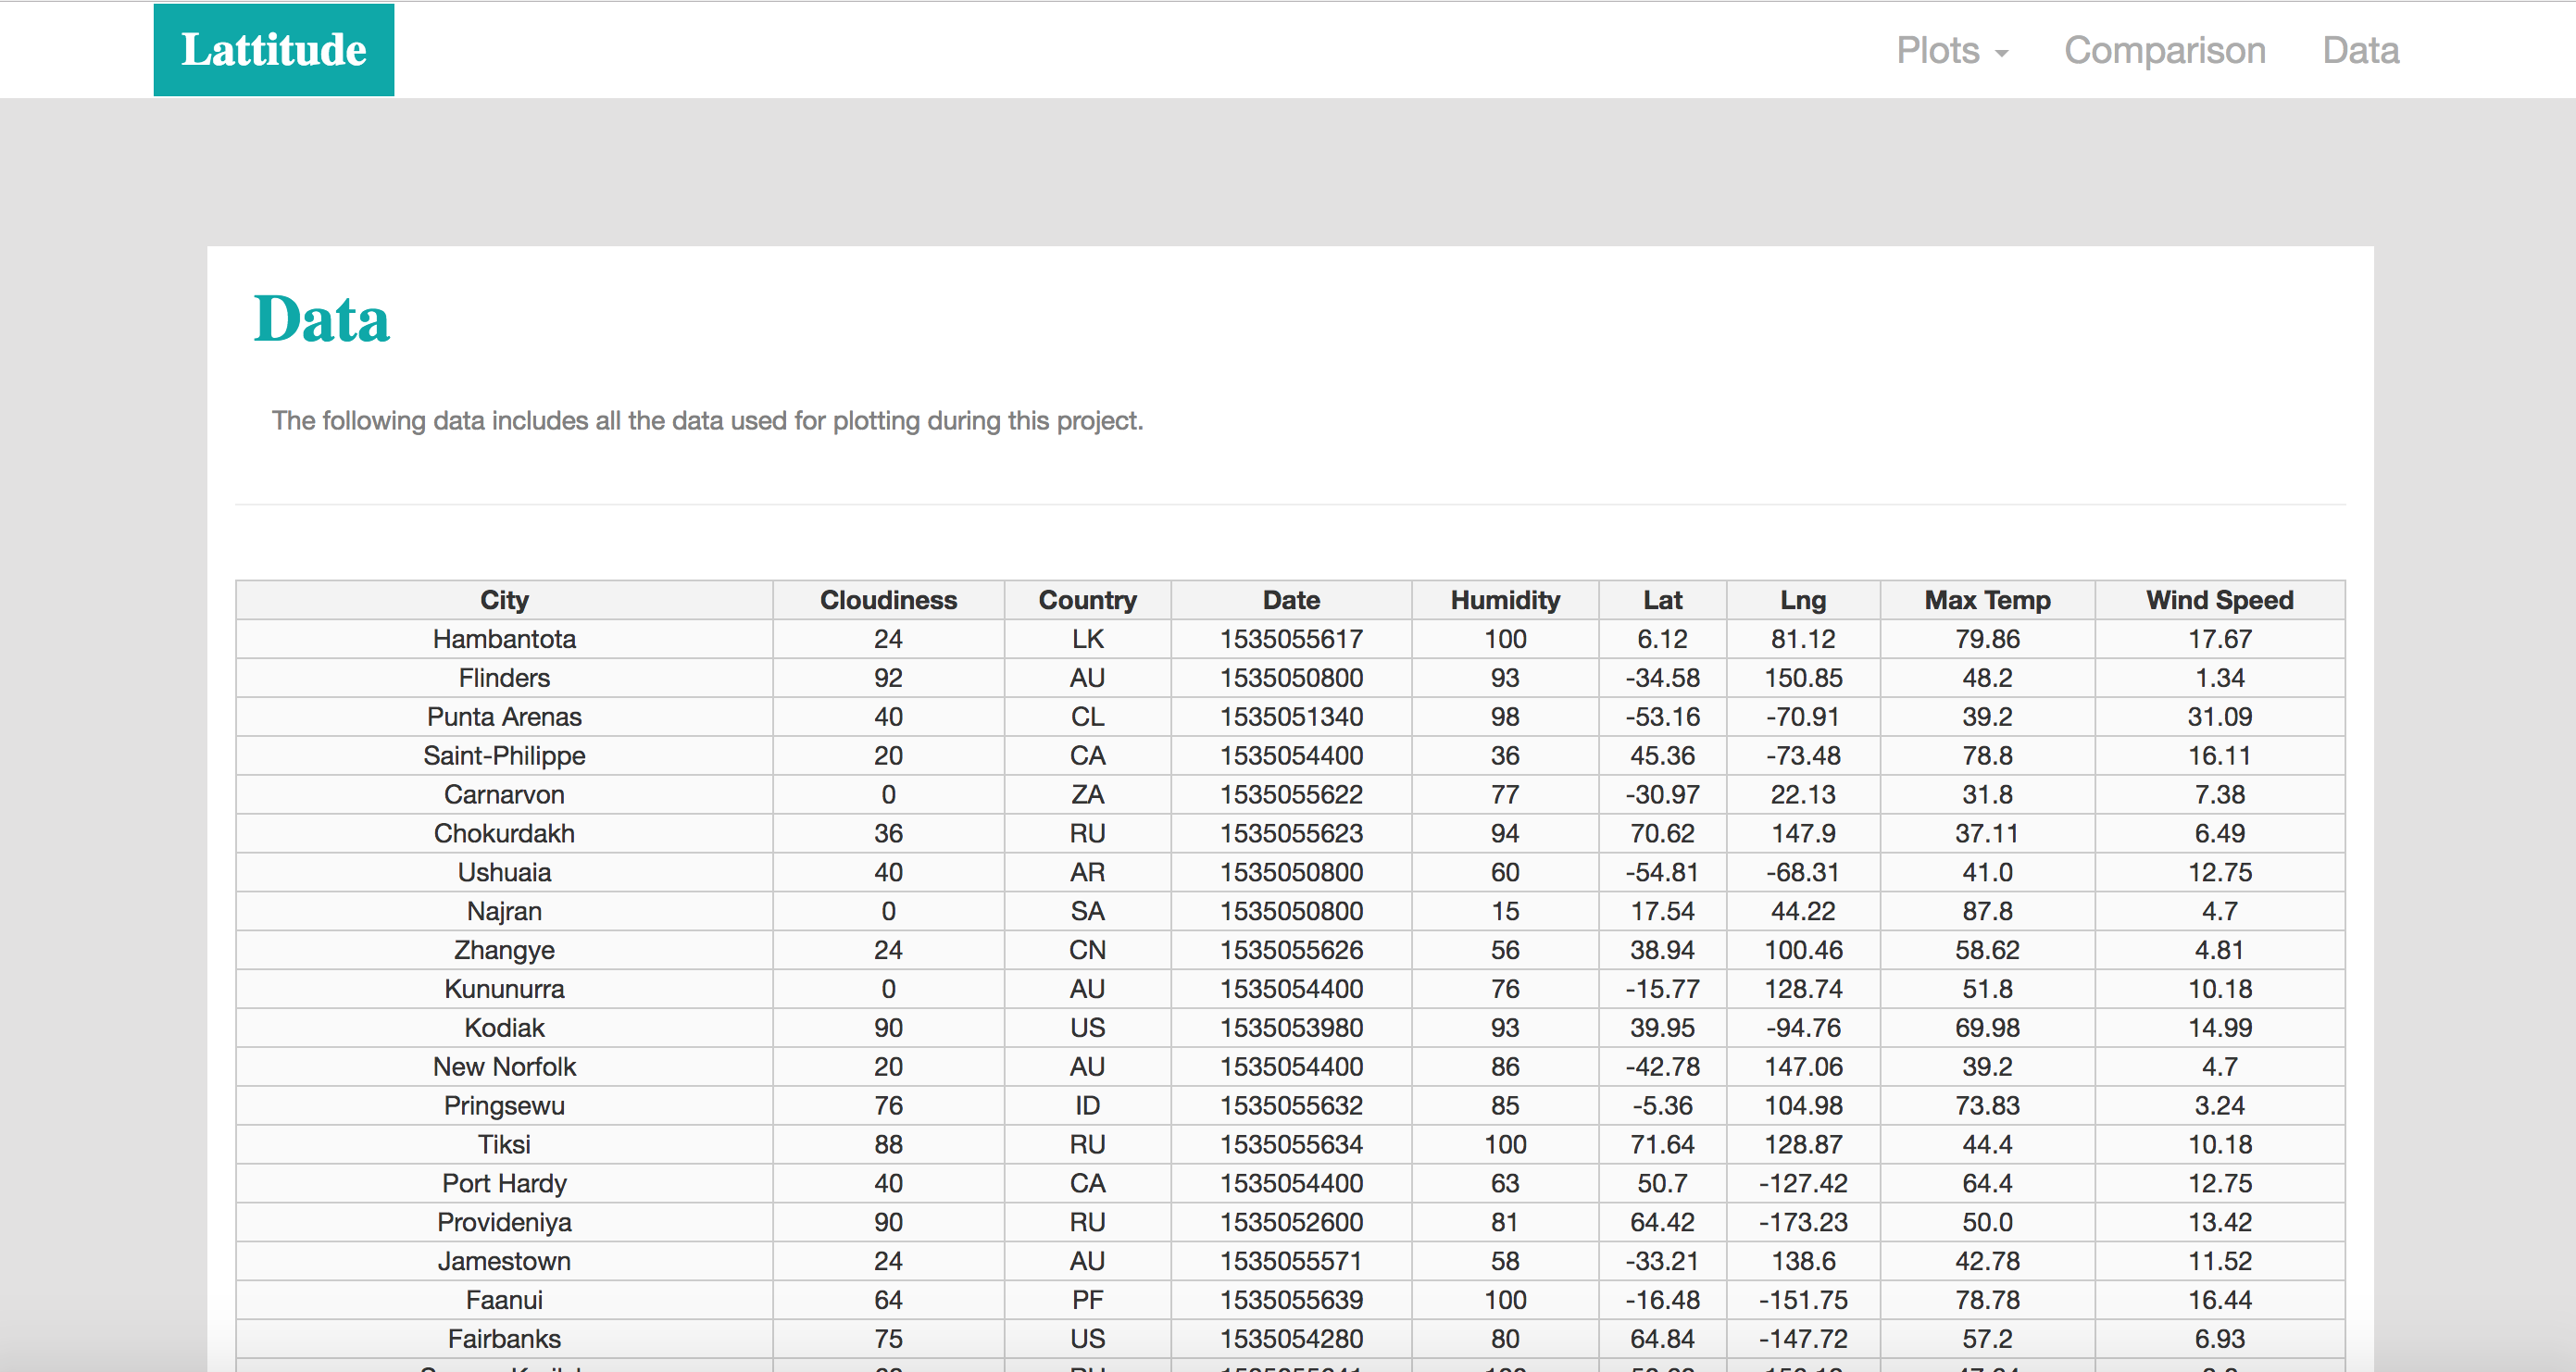 Lattitude Plots Comparison Data
Data
The following data includes all the data used for plotting during this project.
City Cloudiness Country Date Humidity Lat Lng Max Temp Wind Speed
Hambantota 24 LK 1535055617 100 6.12 81.12 79.86 17.67
Flinders 92 AU 1535050800 93 -34.58 150.85 48.2 1.34
Punta Arenas 40 CL 1535051340 98 -53.16 -70.91 39.2 31.09
Saint-Philippe 20 CA 1535054400 36 45.36 -73.48 78.8 16.11
Carnarvon 0 ZA 1535055622 77 -30.97 22.13 31.8 7.38
Chokurdakh 36 RU 1535055623 94 70.62 147.9 37.11 6.49
Ushuaia 40 AR 1535050800 60 -54.81 -68.31 41.0 12.75
Najran 0 SA 1535050800 15 17.54 44.22 87.8 4.7
Zhangye 24 CN 1535055626 56 38.94 100.46 58.62 4.81
Kununurra 0 AU 1535054400 76 -15.77 128.74 51.8 10.18
Kodiak 90 US 1535053980 93 39.95 -94.76 69.98 14.99
New Norfolk 20 AU 1535054400 86 -42.78 147.06 39.2 4.7
Pringsewu 76 ID 1535055632 85 -5.36 104.98 73.83 3.24
Tiksi 88 RU 1535055634 100 71.64 128.87 44.4 10.18
Port Hardy 40 CA 1535054400 63 50.7 -127.42 64.4 12.75
Provideniya 90 RU 1535052600 81 64.42 -173.23 50.0 13.42
Jamestown 24 AU 1535055571 58 -33.21 138.6 42.78 11.52
Faanui 64 PF 1535055639 100 -16.48 -151.75 78.78 16.44
Fairbanks 75 US 1535054280 80 64.84 -147.72 57.2 6.93